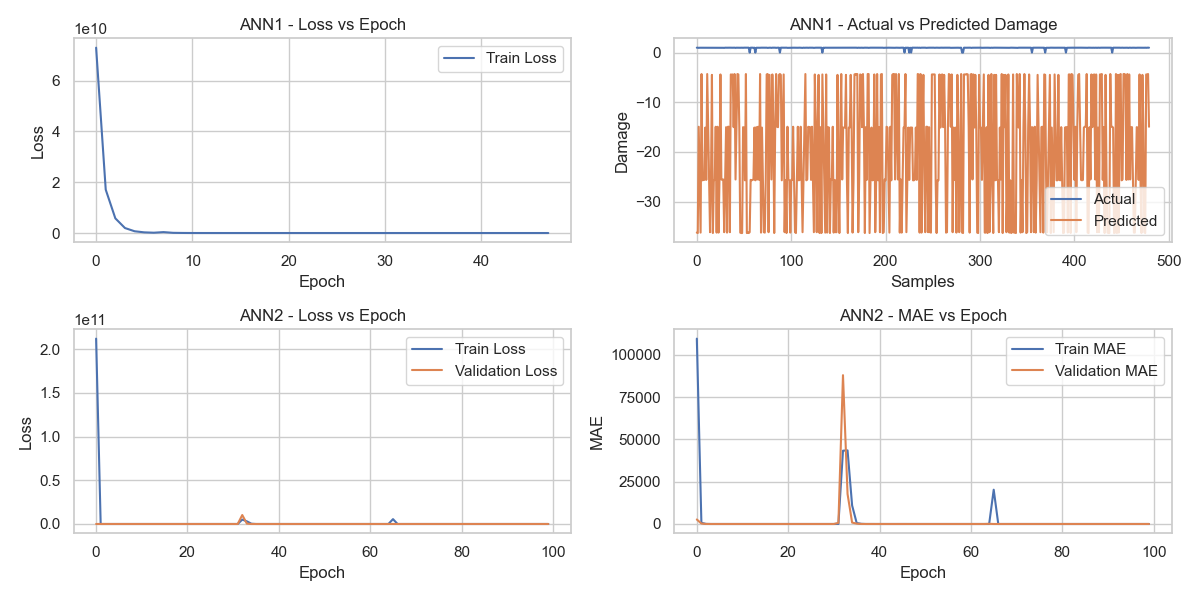 ANN1 - Loss vs Epoch
1e10
Loss
6
4
2
0
Train Loss
0
10
20
30
40
Epoch
ANN1 - Actual vs Predicted Damage
Damage
0
−10
−20
−30
Actual
Predicted
0
100
200
300
400
500
Samples
ANN2 - Loss vs Epoch
1e11
Loss
2.0
1.5
1.0
0.5
0.0
Train Loss
Validation Loss
0
20
40
60
80
100
Epoch
ANN2 - MAE vs Epoch
MAE
100000
75000
50000
25000
0
Train MAE
Validation MAE
0
20
40
60
80
100
Epoch